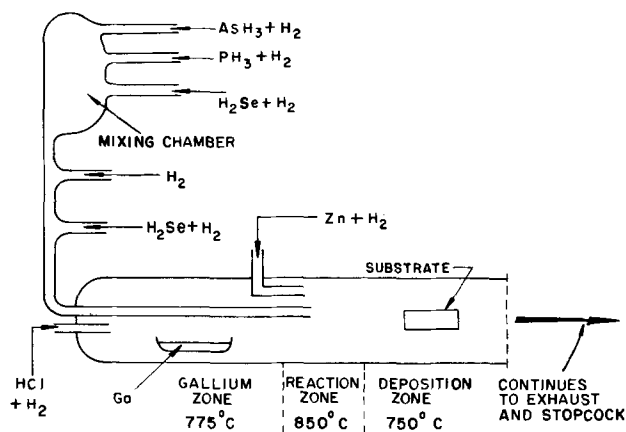 AsH3+H2
PH3+H2
H2Se+H2
MIXING CHAMBER
H2
H2Se+H2
Zn+H2
SUBSTRATE
HCl
+H2
Ga
GALLIUM
ZONE
775°C
REACTION
ZONE
850°C
DEPOSITION
ZONE
750°C
CONTINUES
TO EXHAUST
AND STOPCOCK